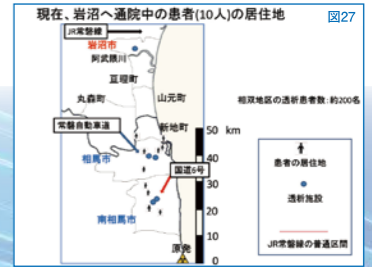 現在、岩沼へ通院中の患者(10人)の居住地
図27
JR常磐線
岩沼市
阿武隈川
亘理町
丸森町
山元町
相双地区の透析患者数：約200名
新地町
常磐自動車道
50 km
40
相馬市
国道6号
30
20
南相馬市
10
原発
0
患者の居住地
透析施設
JR常磐線の普通区間